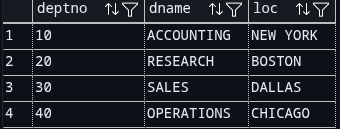 deptno dname loc
1 10 ACCOUNTING NEW YORK
2 20 RESEARCH BOSTON
3 30 SALES DALLAS
4 40 OPERATIONS CHICAGO